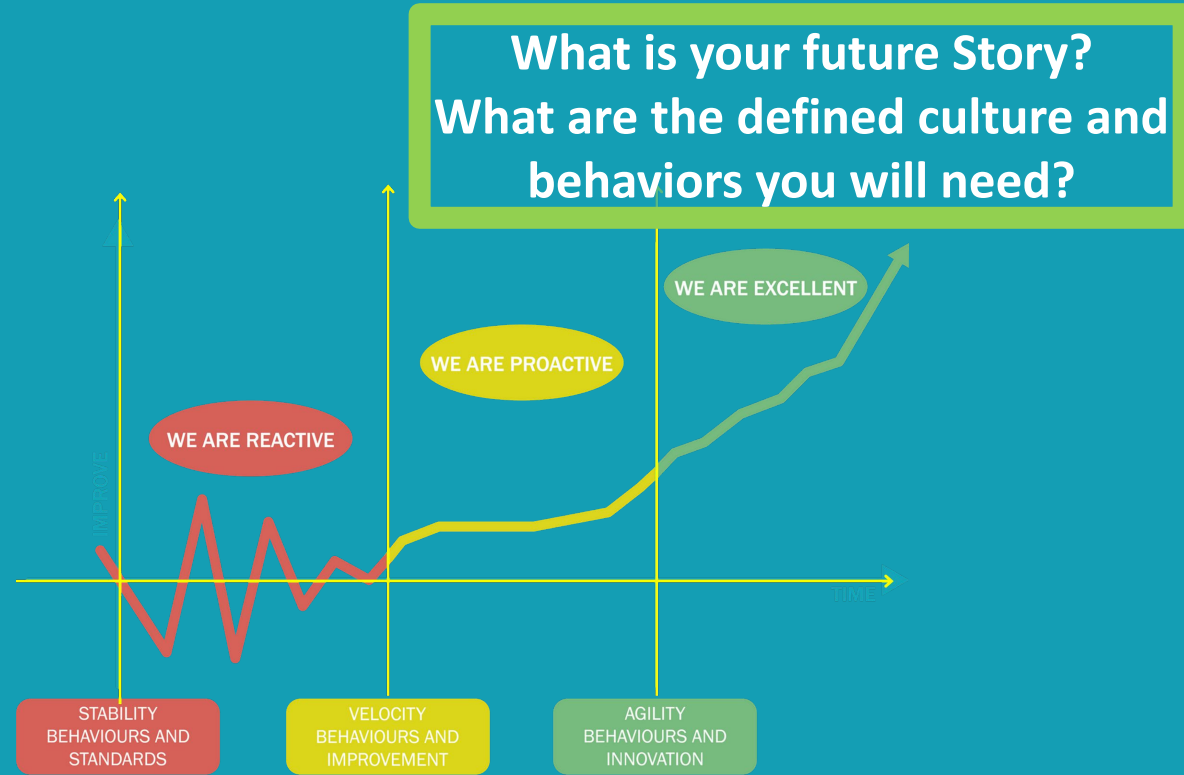 What is your future Story?
What are the defined culture and
behaviors you will need?
WE ARE EXCELLENT
WE ARE PROACTIVE
WE ARE REACTIVE
IMPROVE
TIME
STABILITY
BEHAVIOURS AND
STANDARDS
VELOCITY
BEHAVIOURS AND
IMPROVEMENT
AGILITY
BEHAVIOURS AND
INNOVATION